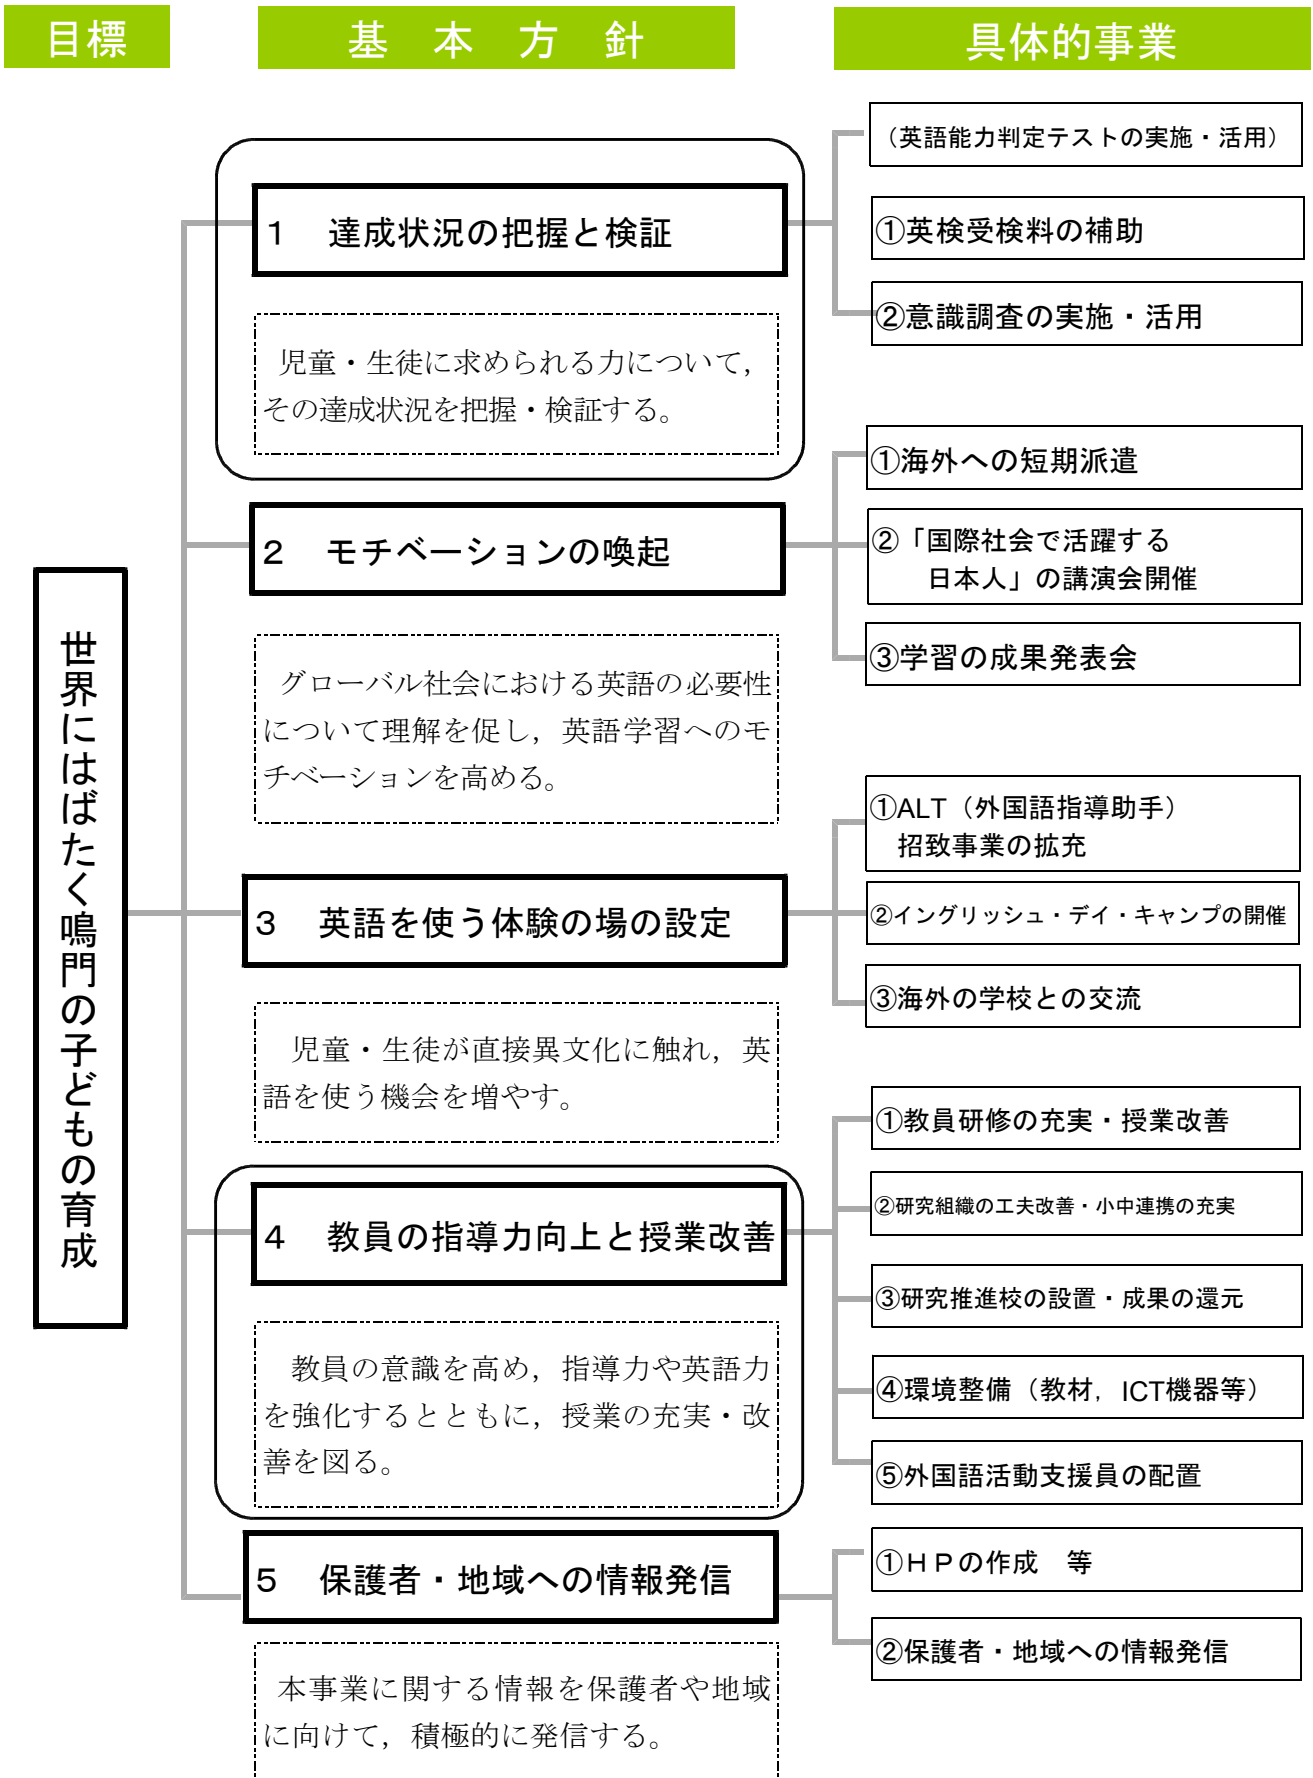 目標
基本方針
具体的事業
世界にはばたく鳴門の子どもの育成
1 達成状況の把握と検証
児童・生徒に求められる力について，
その達成状況を把握・検証する。
（英語能力判定テストの実施・活用）
①英検受検料の補助
②意識調査の実施・活用
2 モチベーションの喚起
グローバル社会における英語の必要性
について理解を促し，英語学習へのモ
チベーションを高める。
①海外への短期派遣
②「国際社会で活躍する
日本人」の講演会開催
③学習の成果発表会
3 英語を使う体験の場の設定
児童・生徒が直接異文化に触れ，英
語を使う機会を増やす。
①ALT（外国語指導助手）
招致事業の拡充
②イングリッシュ・デイ・キャンプの開催
③海外の学校との交流
4 教員の指導力向上と授業改善
教員の意識を高め，指導力や英語力
を強化するとともに，授業の充実・改
善を図る。
①教員研修の充実・授業改善
②研究組織の工夫改善・小中連携の充実
③研究推進校の設置・成果の還元
④環境整備（教材，ICT機器等）
⑤外国語活動支援員の配置
5 保護者・地域への情報発信
本事業に関する情報を保護者や地域
に向けて，積極的に発信する。
①ＨＰの作成　等
②保護者・地域への情報発信